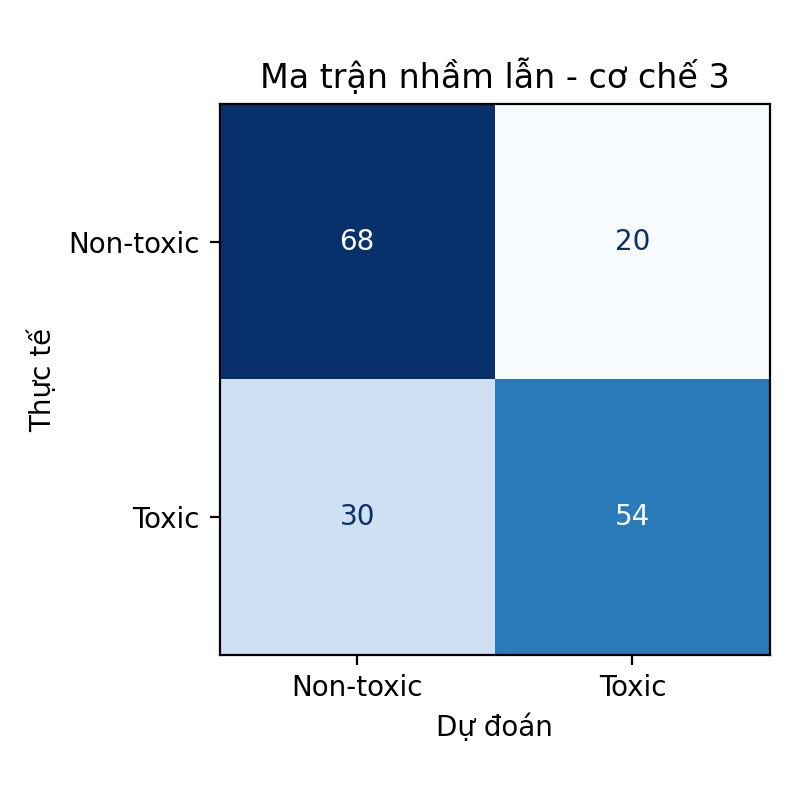 Ma trận nhầm lẫn - cơ chế 3
Non-toxic
68
20
Thực tế
Toxic
30
54
Non-toxic
Toxic
Dự đoán